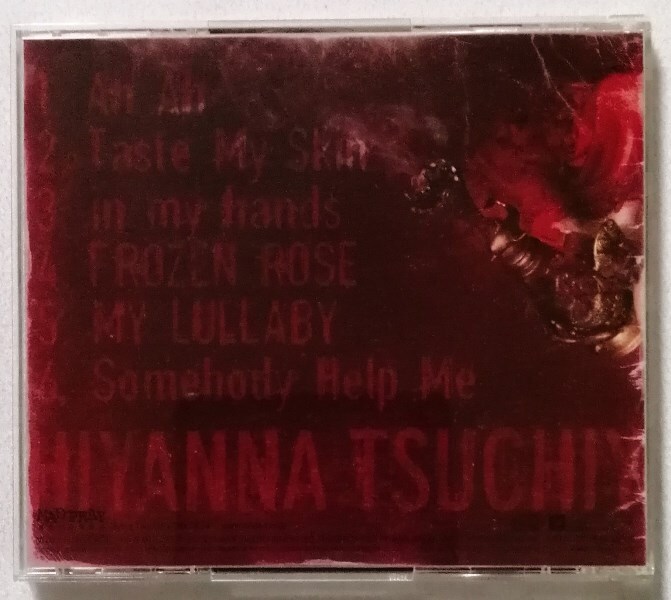 1. Ah Ah
2. Taste My Skin
3. in my hands
4. FROZEN ROSE
5. MY LULLABY
6. Somebody Help Me
HIYANNA TSUCHIY